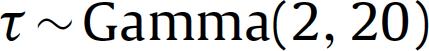 τ ∼ Gamma(2, 20)